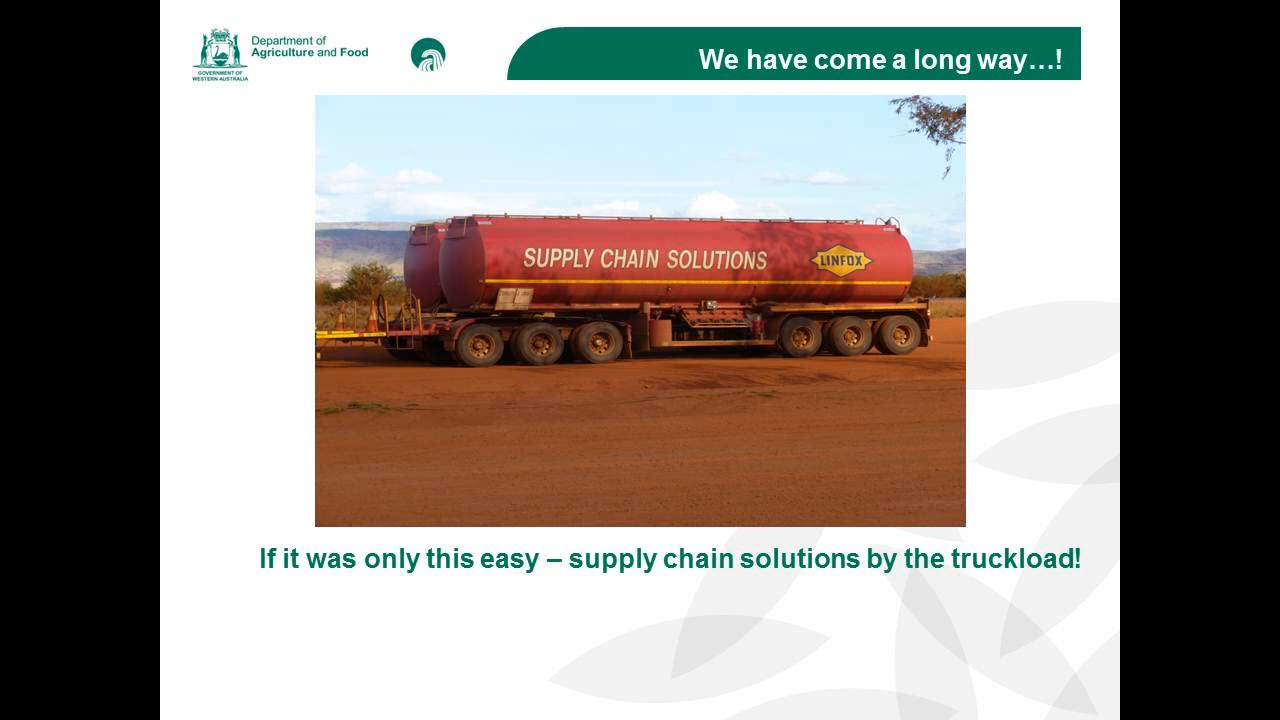 Department of
Agriculture and Food
GOVERNMENT OF
WESTERN AUSTRALIA
We have come a long way…!
SUPPLY CHAIN SOLUTIONS
LINFOX
If it was only this easy – supply chain solutions by the truckload!